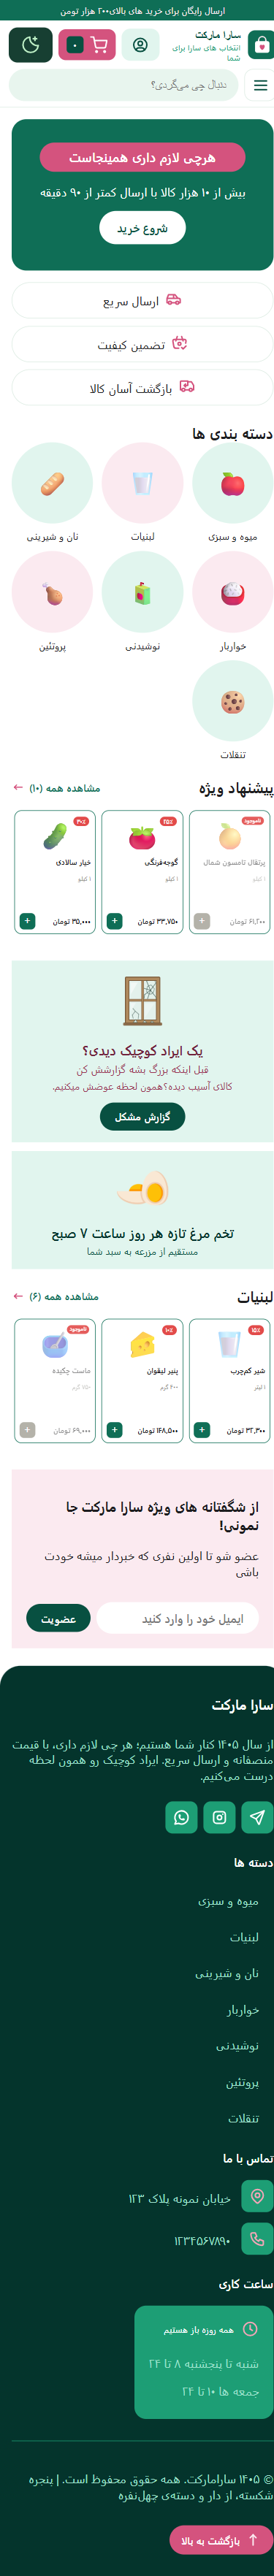 ارسال رایگان برای خرید های بالای۲۰۰ هزار تومن
سارا مارکت
انتخاب های سارا برای شما
۰
دنبال چی می‌گردی؟
هرچی لازم داری همینجاست
بیش از ۱۰ هزار کالا با ارسال کمتر از ۹۰ دقیقه
شروع خرید
ارسال سریع
تضمین کیفیت
بازگشت آسان کالا
دسته بندی ها
میوه و سبزی
لبنیات
نان و شیرینی
خواربار
نوشیدنی
پروتئین
تنقلات
پیشنهاد ویژه
مشاهده همه (۱۰)
ناموجود
پرتقال تامسون شمال
۱ کیلو
۶۱,۲۰۰ تومان
+
۲۵٪
گوجه‌فرنگی
۱ کیلو
۳۳,۷۵۰ تومان
+
۳۰٪
خیار سالادی
۱ کیلو
۳۵,۰۰۰ تومان
+
یک ایراد کوچیک دیدی؟
قبل اینکه بزرگ بشه گزارشش کن
کالای آسیب دیده؟همون لحظه عوضش میکنیم.
گزارش مشکل
تخم مرغ تازه هر روز ساعت ۷ صبح
مستقیم از مزرعه به سبد شما
لبنیات
مشاهده همه (۶)
۱۵٪
شیر کم‌چرب
۱ لیتر
۳۲,۳۰۰ تومان
+
۱۰٪
پنیر لیقوان
۴۰۰ گرم
۱۴۸,۵۰۰ تومان
+
ناموجود
ماست چکیده
۷۵۰ گرم
۶۹,۰۰۰ تومان
+
از شگفتانه های ویژه سارا مارکت جا
نمونی!
عضو شو تا اولین نفری که خبردار میشه خودت
باشی
ایمیل خود را وارد کنید
عضویت
سارا مارکت
از سال ۱۴۰۵ کنار شما هستیم؛ هر چی لازم داری، با قیمت
منصفانه و ارسال سریع. ایراد کوچیک رو همون لحظه
درست می‌کنیم.
دسته ها
میوه و سبزی
لبنیات
نان و شیرینی
خواربار
نوشیدنی
پروتئین
تنقلات
تماس با ما
خیابان نمونه پلاک ۱۲۳
۱۲۳۴۵۶۷۸۹۰
ساعت کاری
همه روزه باز هستیم
شنبه تا پنجشنبه ۸ تا ۲۴
جمعه ها ۱۰ تا ۲۴
© ۱۴۰۵ سارامارکت. همه حقوق محفوظ است. | پنجره
شکسته، از دار و دسته‌ی چهل‌نفره
بازگشت به بالا